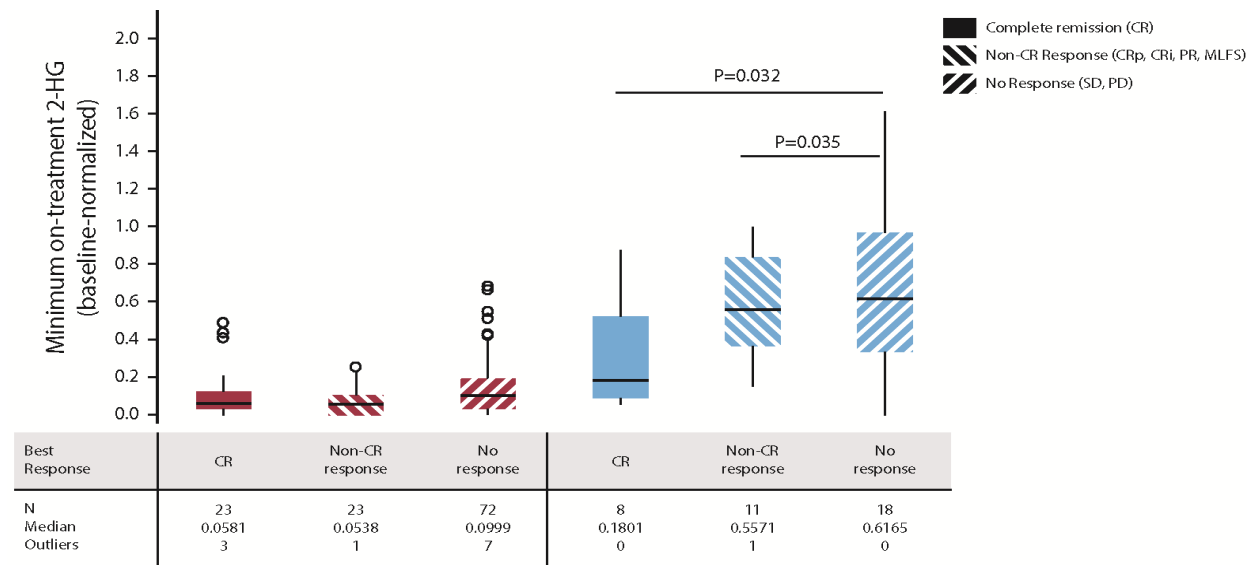 Minimum on-treatment 2-HG
(baseline-normalized)
2.0
1.8
1.6
1.4
1.2
1.0
0.8
0.6
0.4
0.2
0.0
P=0.032
P=0.035
Complete remission (CR)
Non-CR Response (CRp, CRi, PR, MLFS)
No Response (SD, PD)
Best
Response
CR
Non-CR
response
No
response
CR
Non-CR
response
No
response
N 23 23 72 8 11 18
Median 0.0581 0.0538 0.0999 0.1801 0.5571 0.6165
Outliers 3 1 7 0 1 0